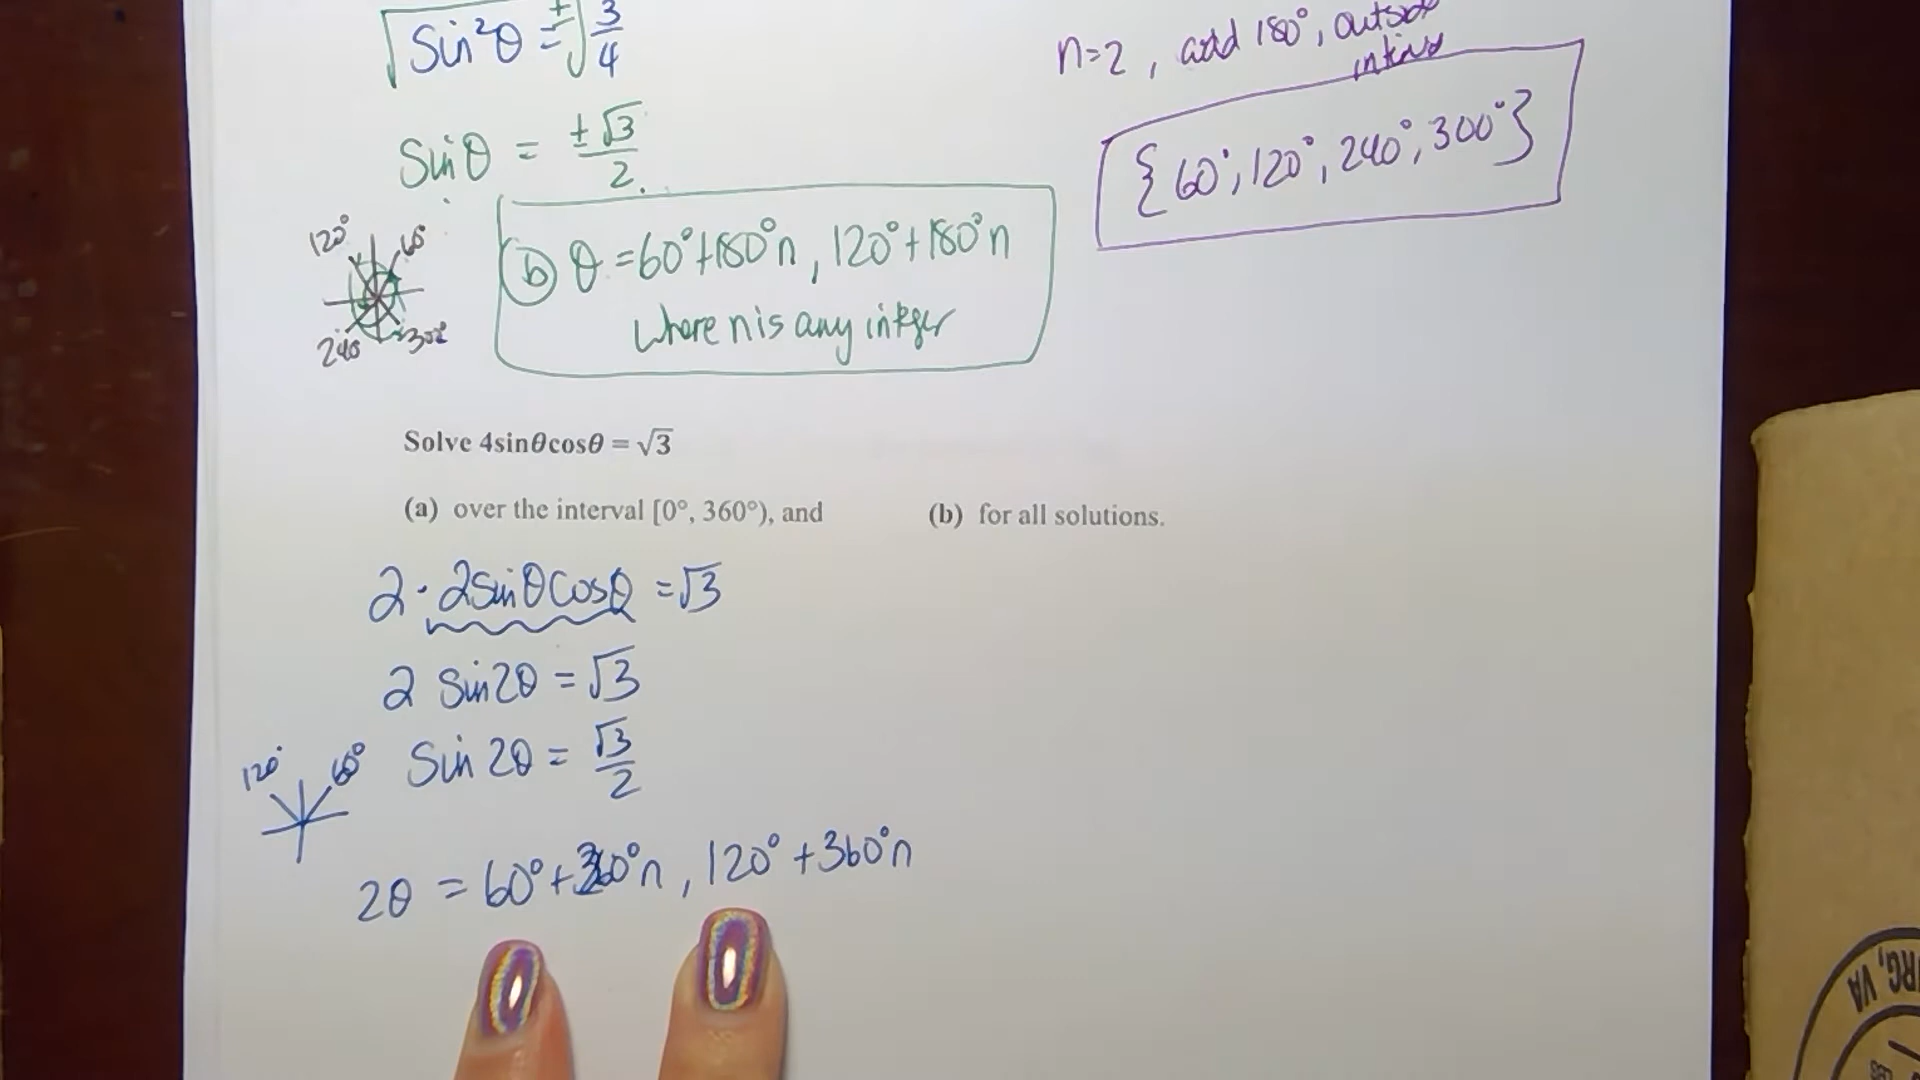 √Sin²θ = ±√3/4
Sinθ = ±√3/2
120° 60°
240 300°
ⓑ θ = 60°+180°n, 120°+180°n
where n is any integer
n=2, add 180°, outside
{60°, 120°, 240°, 300°}
Solve 4sinθcosθ = √3
(a) over the interval [0°, 360°), and
(b) for all solutions.
2·2sinθcosθ = √3
2 sin2θ = √3
Sin 2θ = √3/2
120° 60°
2θ = 60°+360°n, 120°+360°n
RG, VA